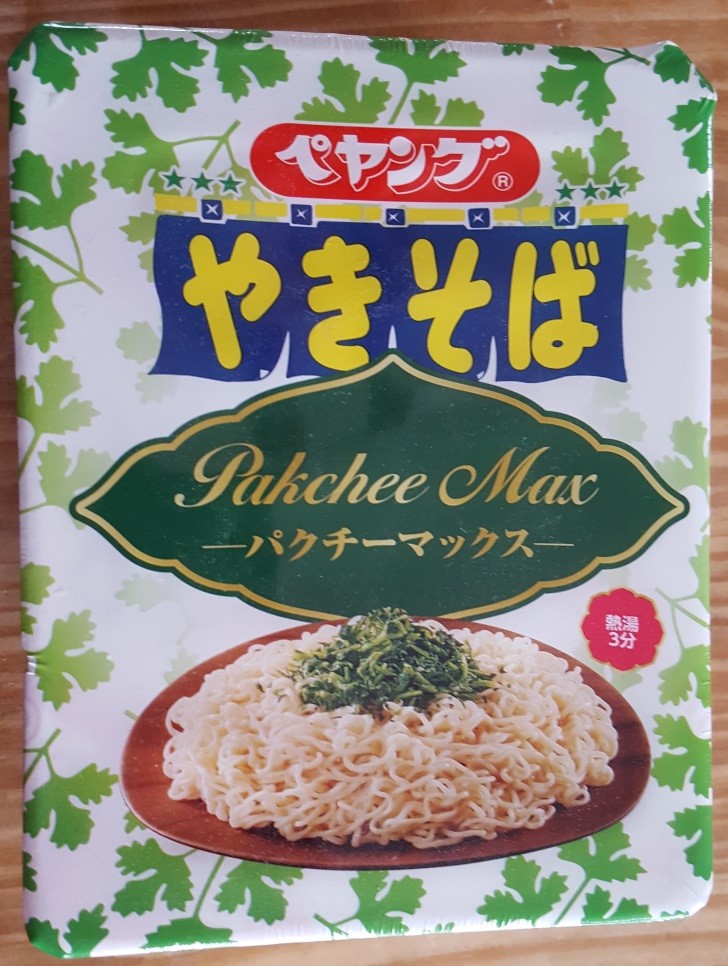 ペヤング®
やきそば
Pakchee Max
―パクチーマックス―
熱湯
3分